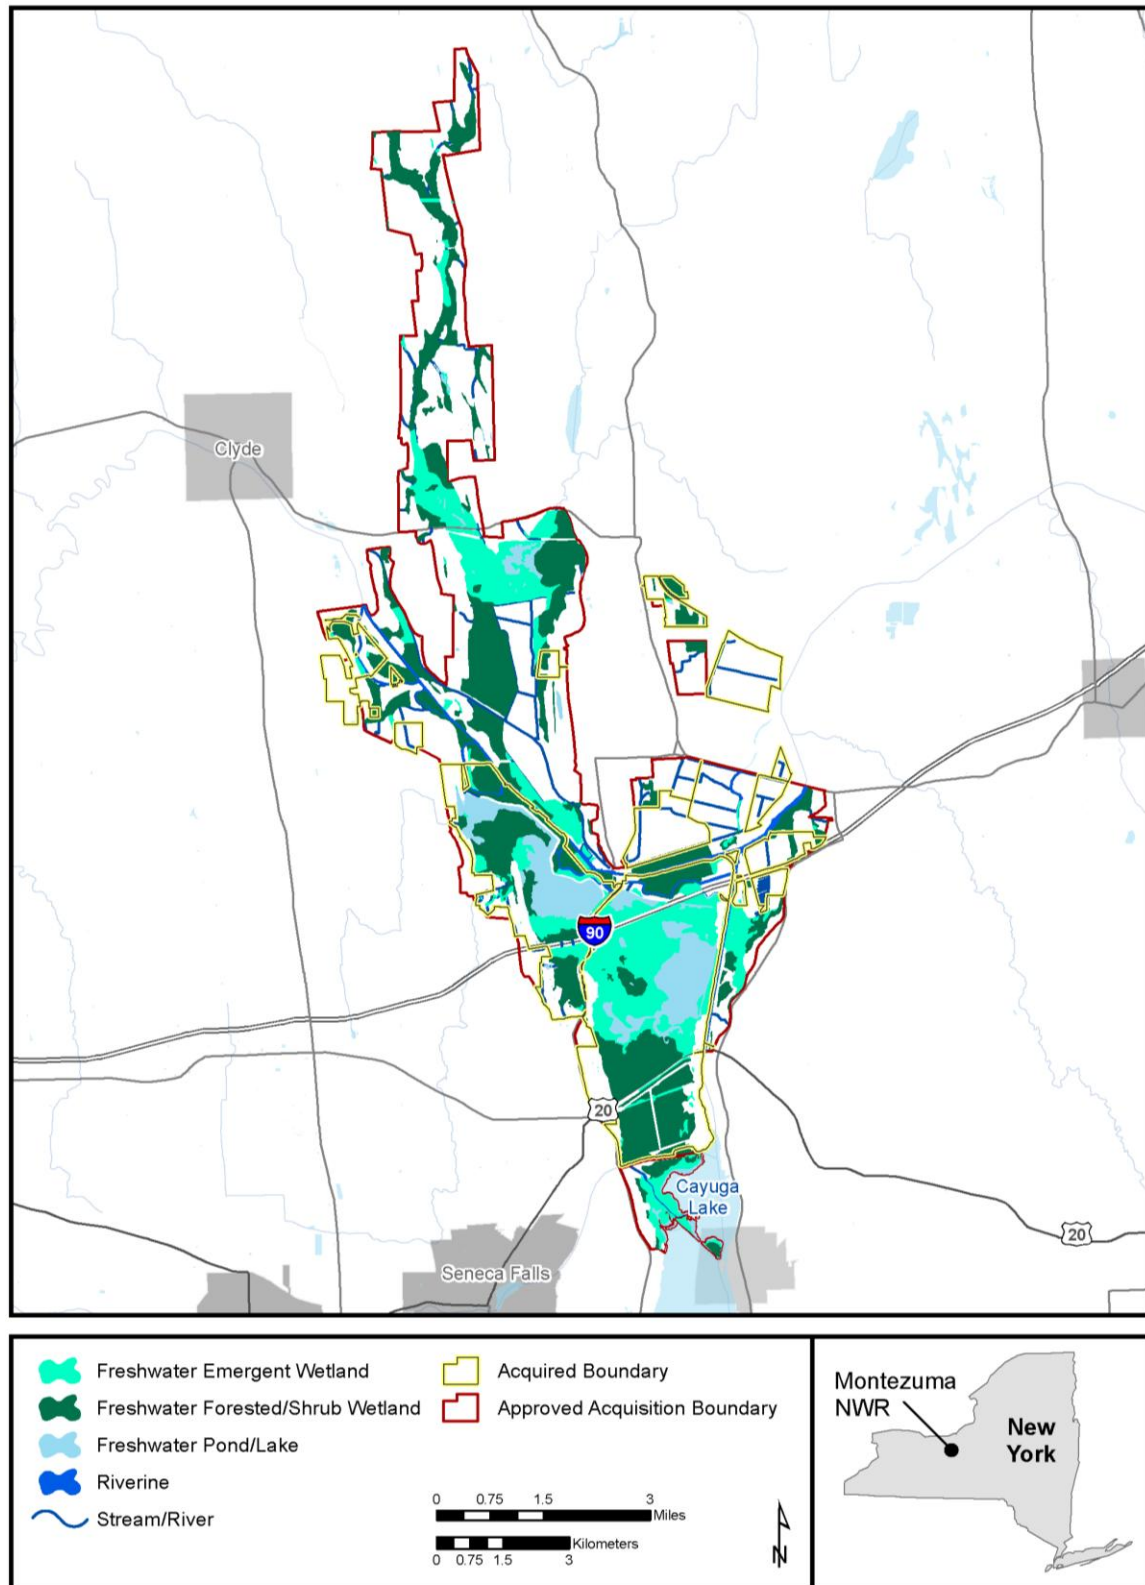 Clyde
90
20
Cayuga
Lake
20
Seneca Falls
Freshwater Emergent Wetland
Freshwater Forested/Shrub Wetland
Freshwater Pond/Lake
Riverine
Stream/River
Acquired Boundary
Approved Acquisition Boundary
0 0.75 1.5 3
Miles
Kilometers
0 0.75 1.5 3
N
Montezuma
NWR
New
York